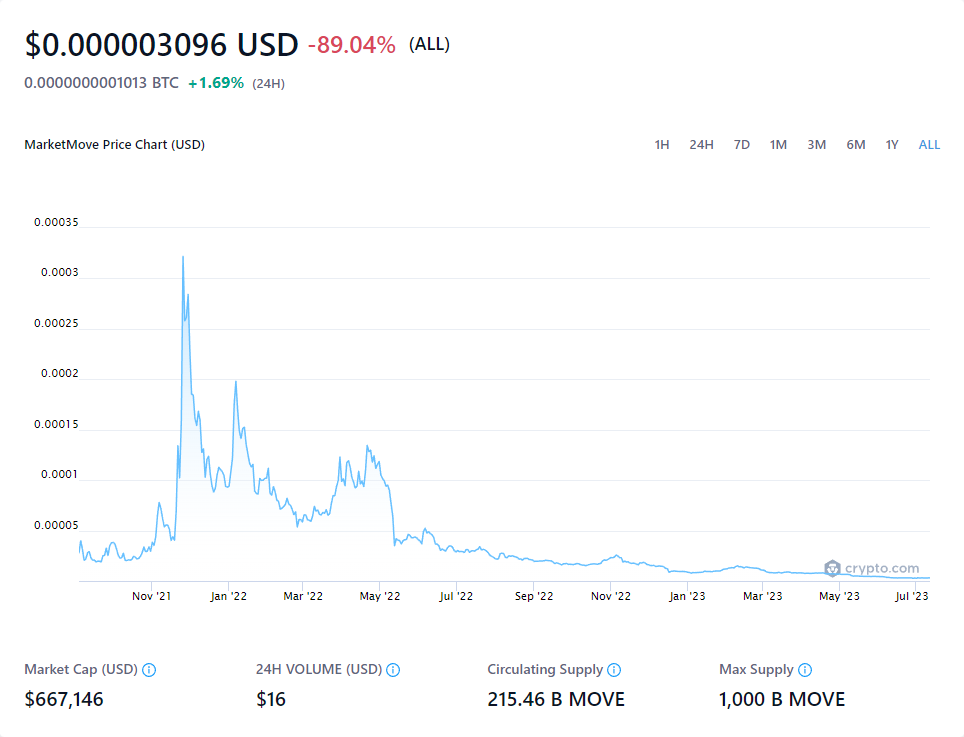 $0.000003096 USD -89.04% (ALL)
0.0000000001013 BTC +1.69% (24H)
MarketMove Price Chart (USD) 1H 24H 7D 1M 3M 6M 1Y ALL
0.00035
0.0003
0.00025
0.0002
0.00015
0.0001
0.00005
crypto.com
Nov '21 Jan '22 Mar '22 May '22 Jul '22 Sep '22 Nov '22 Jan '23 Mar '23 May '23 Jul '23
Market Cap (USD) 24H VOLUME (USD) Circulating Supply Max Supply
$667,146 $16 215.46 B MOVE 1,000 B MOVE